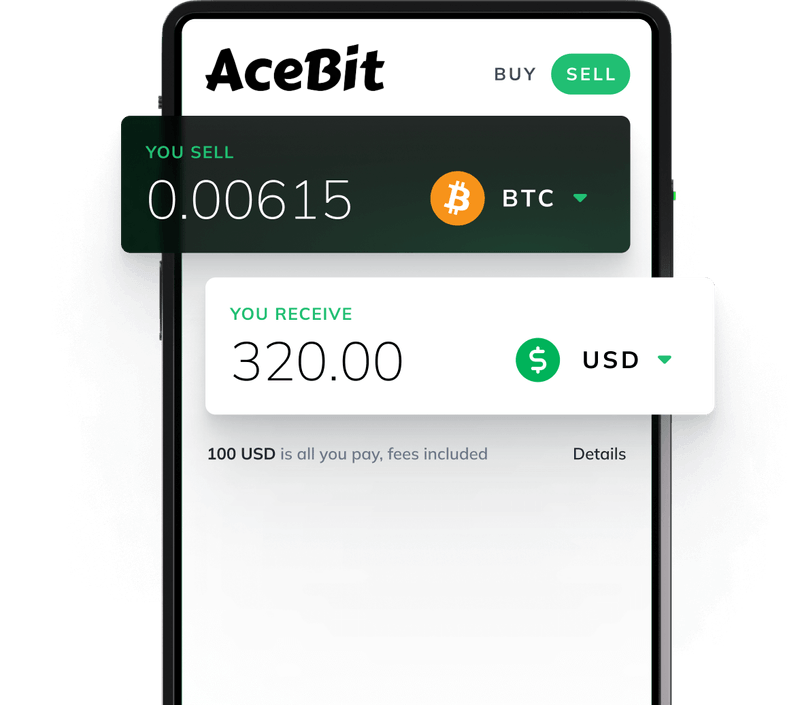 AceBit
BUY SELL
YOU SELL
0.00615 BTC
YOU RECEIVE
320.00 USD
100 USD is all you pay, fees included Details